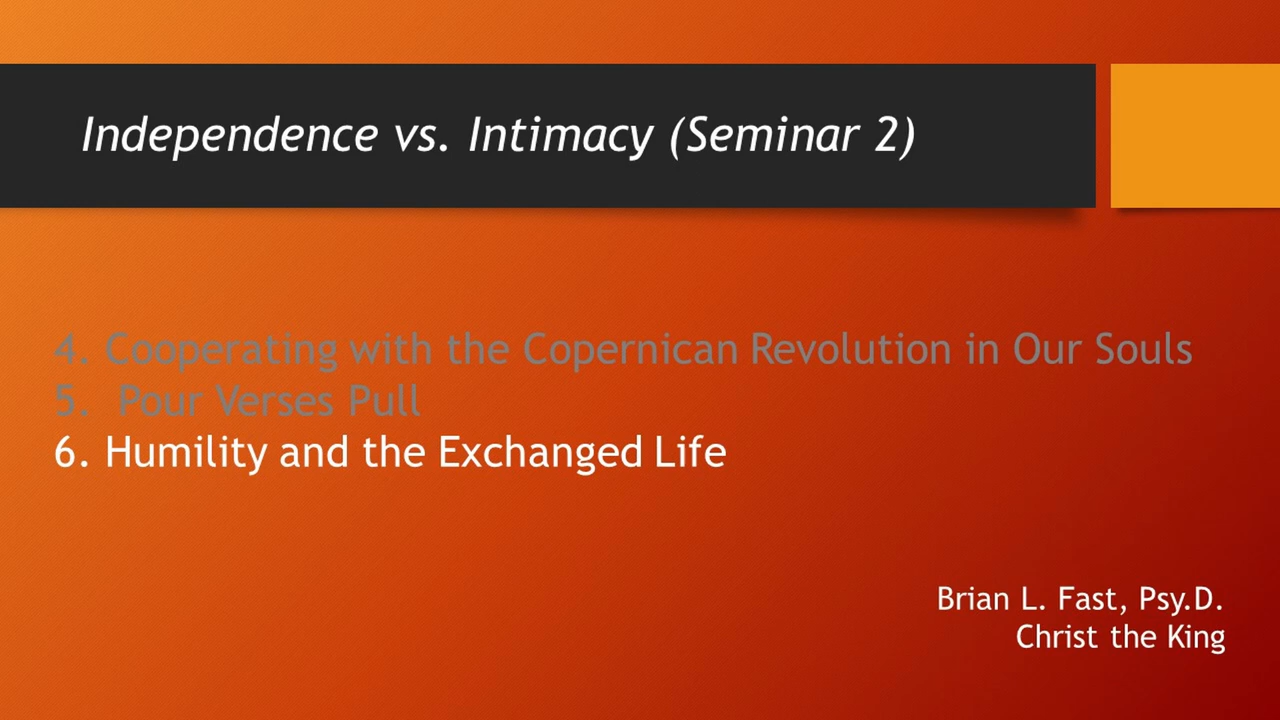 Independence vs. Intimacy (Seminar 2)
4. Cooperating with the Copernican Revolution in Our Souls
5. Pour Verses Pull
6. Humility and the Exchanged Life
Brian L. Fast, Psy.D.
Christ the King